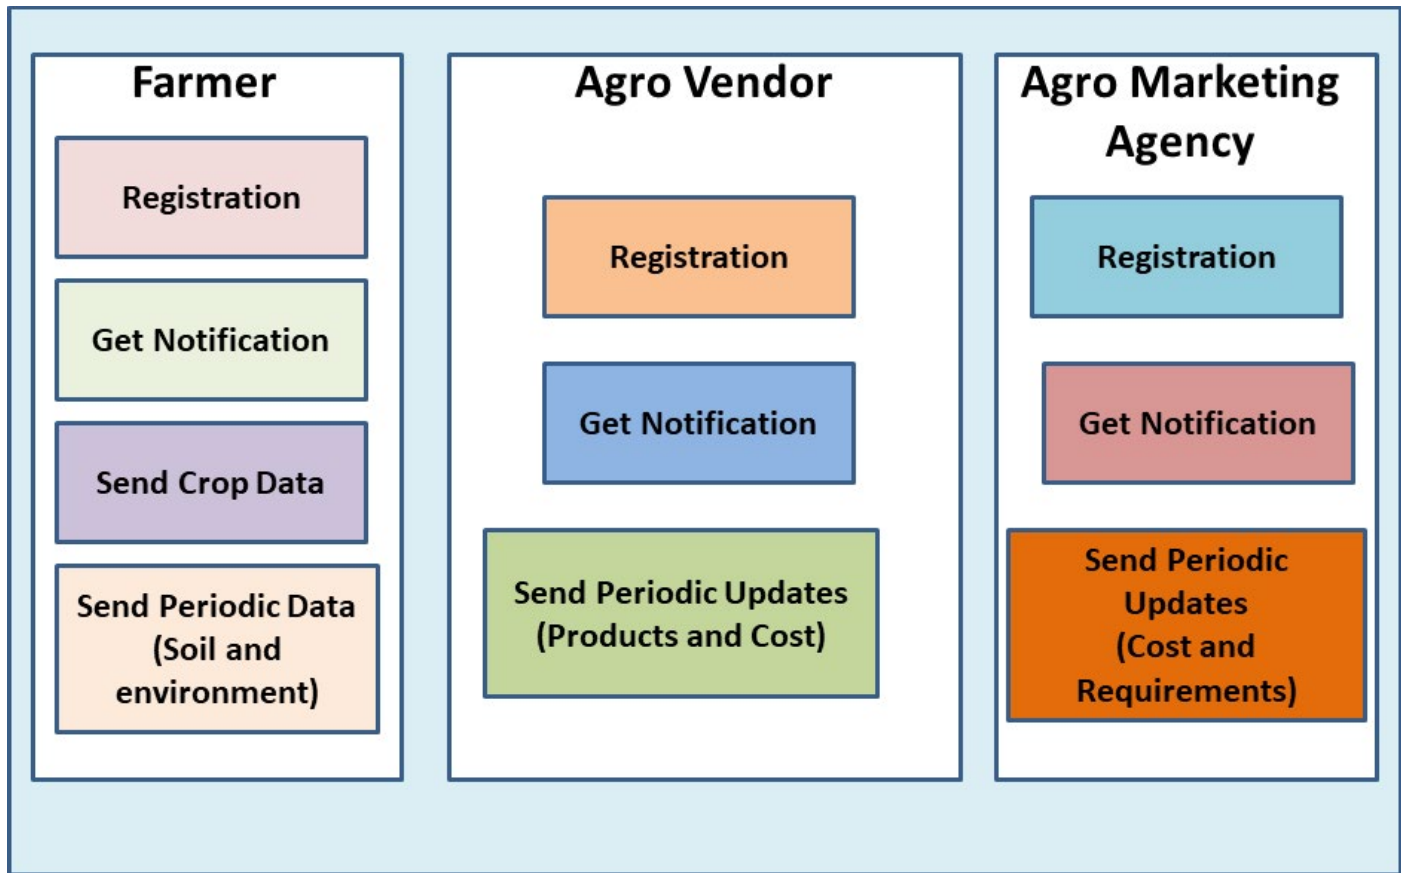 Farmer
Registration
Get Notification
Send Crop Data
Send Periodic Data
(Soil and
environment)
Agro Vendor
Registration
Get Notification
Send Periodic Updates
(Products and Cost)
Agro Marketing
Agency
Registration
Get Notification
Send Periodic
Updates
(Cost and
Requirements)